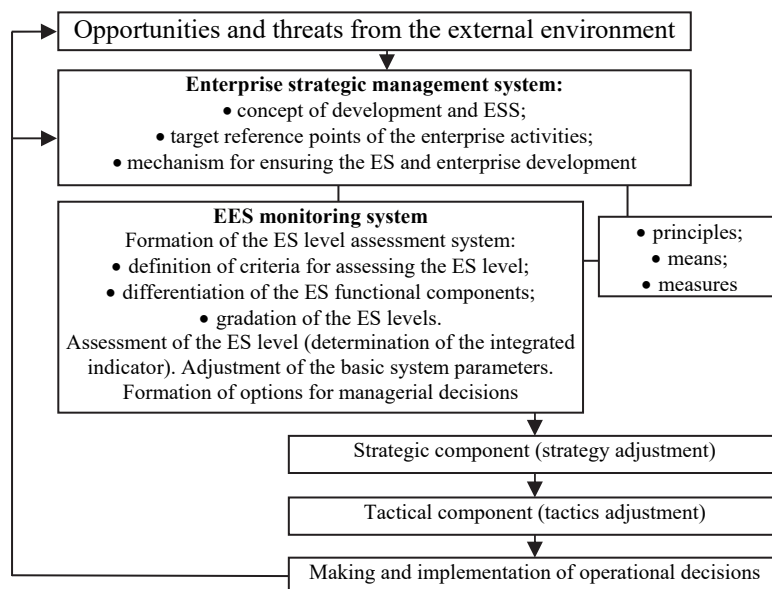 Opportunities and threats from the external environment
Enterprise strategic management system:
• concept of development and ESS;
• target reference points of the enterprise activities;
• mechanism for ensuring the ES and enterprise development
EES monitoring system
Formation of the ES level assessment system:
• definition of criteria for assessing the ES level;
• differentiation of the ES functional components;
• gradation of the ES levels.
Assessment of the ES level (determination of the integrated
indicator). Adjustment of the basic system parameters.
Formation of options for managerial decisions
• principles;
• means;
• measures
Strategic component (strategy adjustment)
Tactical component (tactics adjustment)
Making and implementation of operational decisions